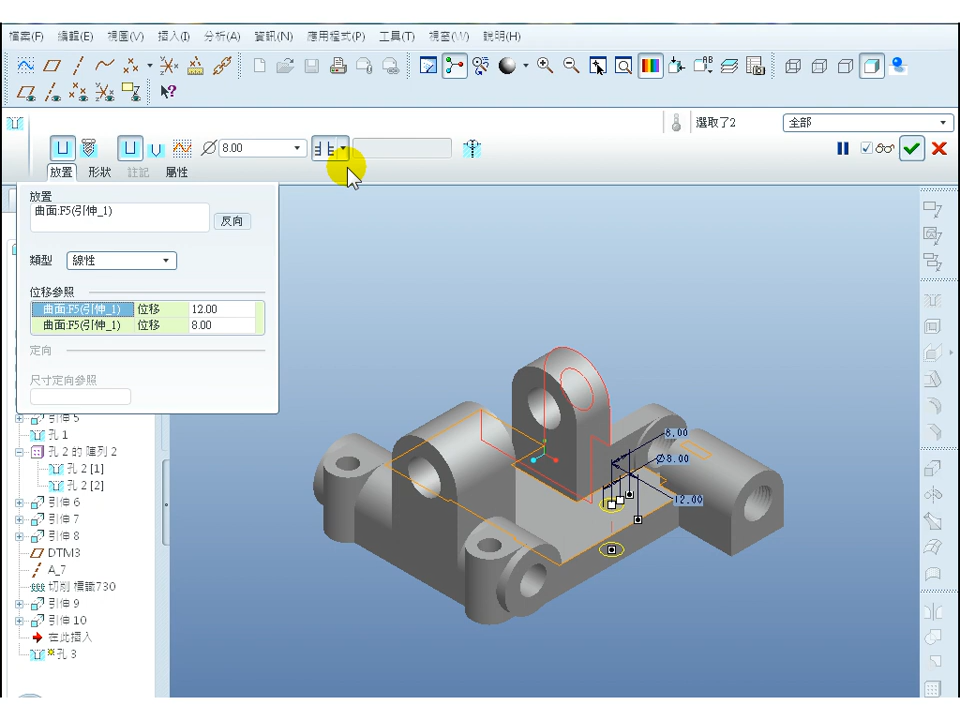 檔案(F) 編輯(E) 視圖(V) 插入(I) 分析(A) 資訊(N) 應用程式(P) 工具(T) 視窗(W) 說明(H)
選取了2 全部
8.00
放置 形狀 註記 屬性
放置
曲面:F5(引伸_1)
反向
類型 線性
位移參照
曲面:F5(引伸_1) 位移 12.00
曲面:F5(引伸_1) 位移 8.00
定向
尺寸定向參照
引伸 5
孔 1
孔 2 的 陣列 2
孔 2 [1]
孔 2 [2]
引伸 6
引伸 7
引伸 8
DTM3
A_7
引伸 9
引伸 10
在此插入
孔 3
8.00
Ø8.00
12.00